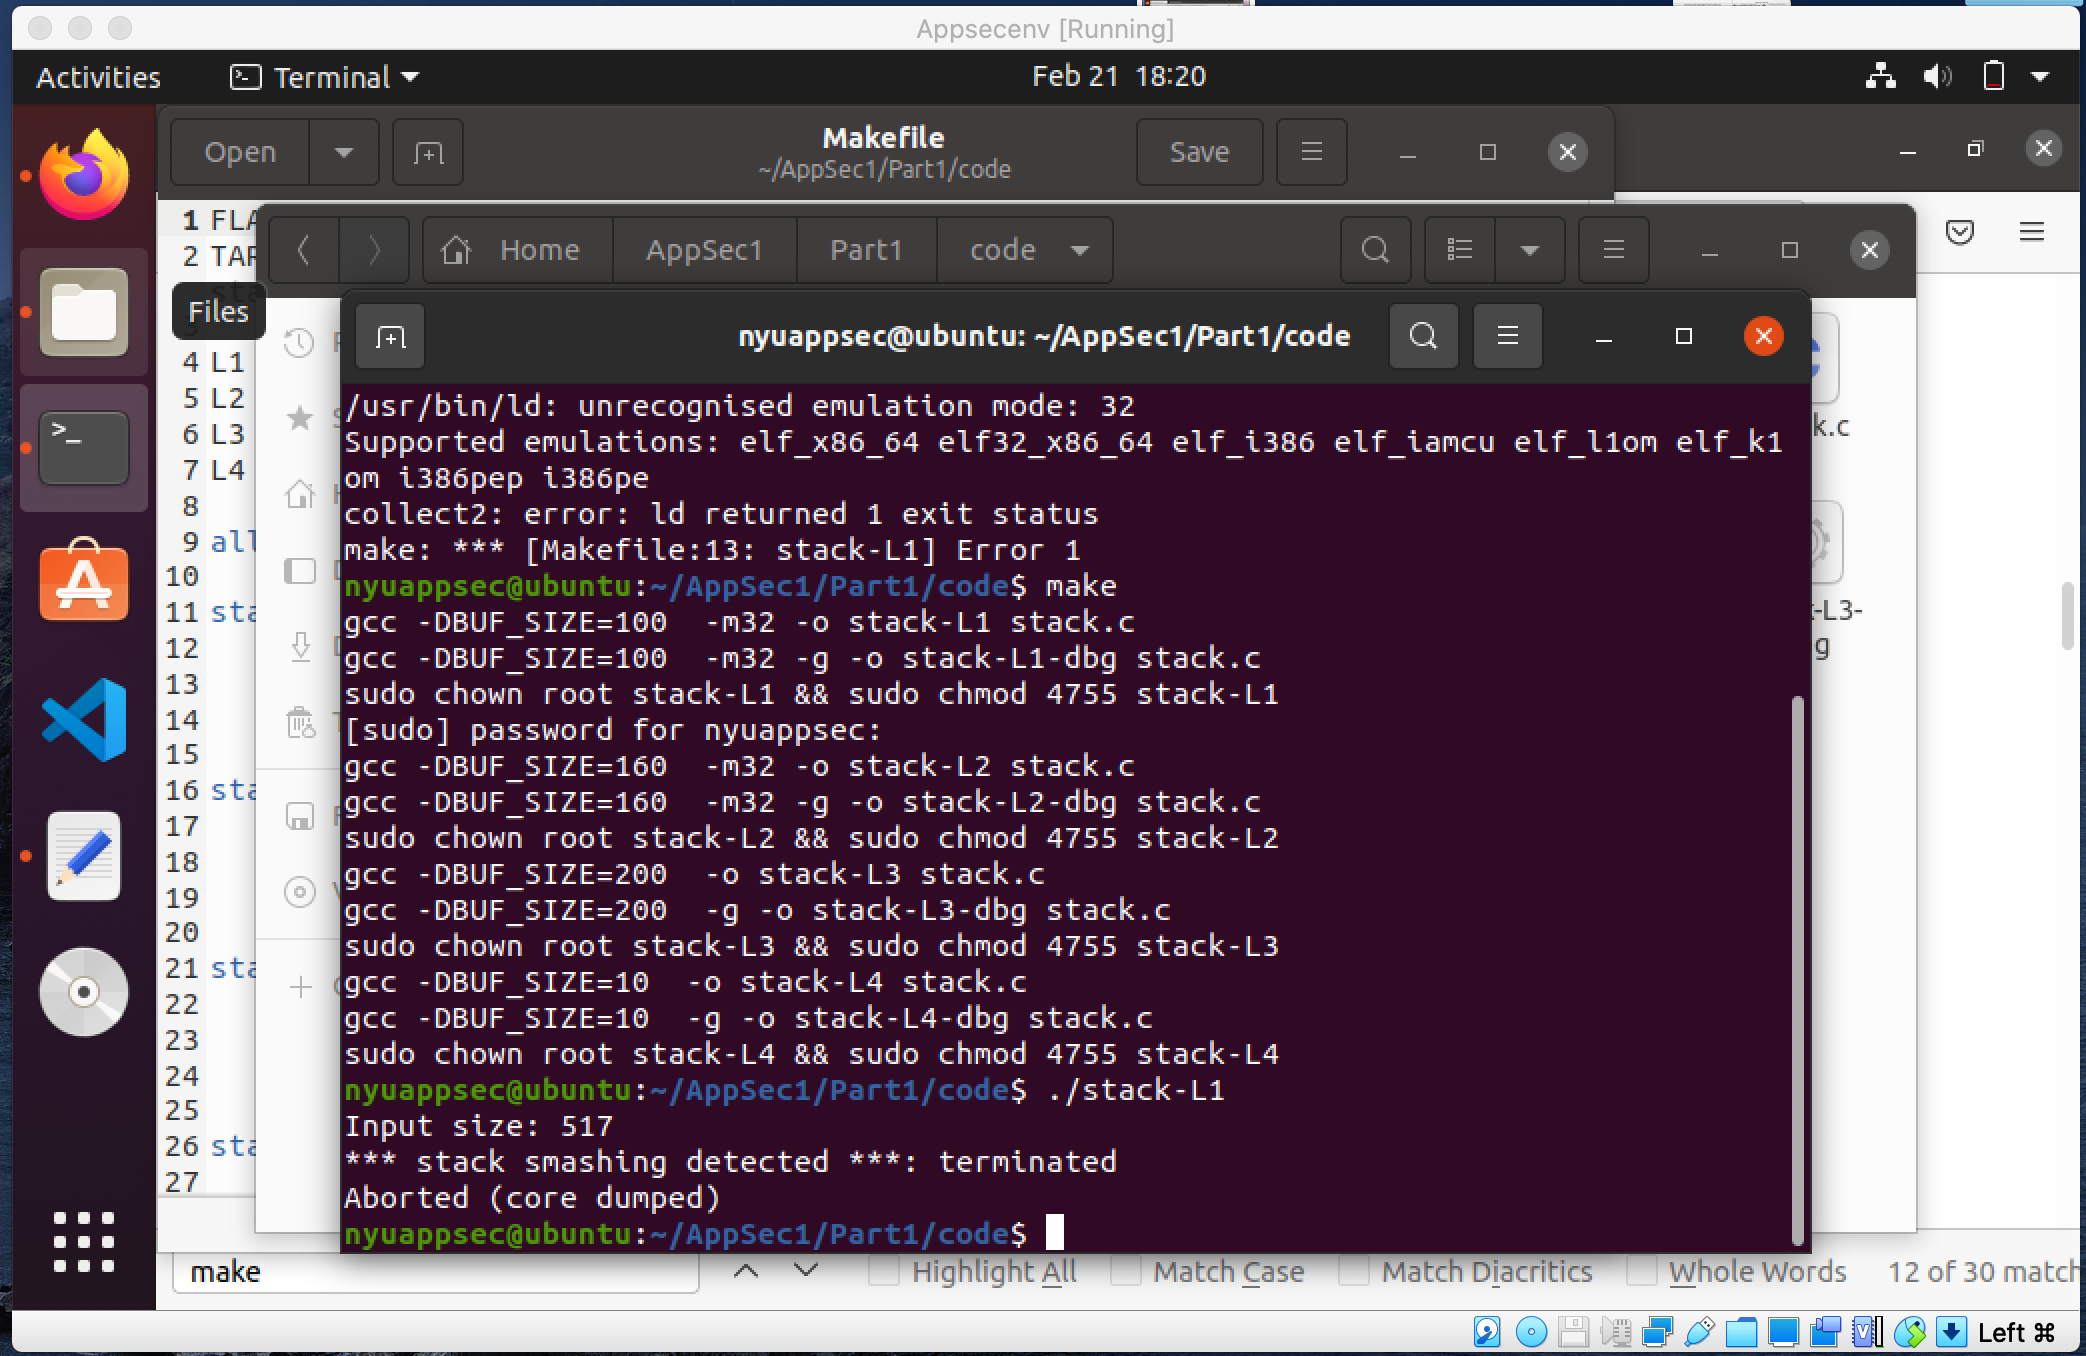 Appsecenv [Running]
Activities
Terminal
Feb 21 18:20
Open
Makefile
~/AppSec1/Part1/code
Save
1 FLA
2 TAR
Home
AppSec1
Part1
code
Files
4 L1
5 L2
6 L3
7 L4
8
9 all
10
11 sta
12
13
14
15
16 sta
17
18
19
20
21 sta
22
23
24
25
26 sta
27
k.c
-L3-
g
nyuappsec@ubuntu: ~/AppSec1/Part1/code
/usr/bin/ld: unrecognised emulation mode: 32
Supported emulations: elf_x86_64 elf32_x86_64 elf_i386 elf_iamcu elf_l1om elf_k1
om i386pep i386pe
collect2: error: ld returned 1 exit status
make: *** [Makefile:13: stack-L1] Error 1
nyuappsec@ubuntu:~/AppSec1/Part1/code$ make
gcc -DBUF_SIZE=100  -m32 -o stack-L1 stack.c
gcc -DBUF_SIZE=100  -m32 -g -o stack-L1-dbg stack.c
sudo chown root stack-L1 && sudo chmod 4755 stack-L1
[sudo] password for nyuappsec:
gcc -DBUF_SIZE=160  -m32 -o stack-L2 stack.c
gcc -DBUF_SIZE=160  -m32 -g -o stack-L2-dbg stack.c
sudo chown root stack-L2 && sudo chmod 4755 stack-L2
gcc -DBUF_SIZE=200  -o stack-L3 stack.c
gcc -DBUF_SIZE=200  -g -o stack-L3-dbg stack.c
sudo chown root stack-L3 && sudo chmod 4755 stack-L3
gcc -DBUF_SIZE=10  -o stack-L4 stack.c
gcc -DBUF_SIZE=10  -g -o stack-L4-dbg stack.c
sudo chown root stack-L4 && sudo chmod 4755 stack-L4
nyuappsec@ubuntu:~/AppSec1/Part1/code$ ./stack-L1
Input size: 517
*** stack smashing detected ***: terminated
Aborted (core dumped)
nyuappsec@ubuntu:~/AppSec1/Part1/code$
make
Highlight All
Match Case
Match Diacritics
Whole Words
12 of 30 match
Left ⌘